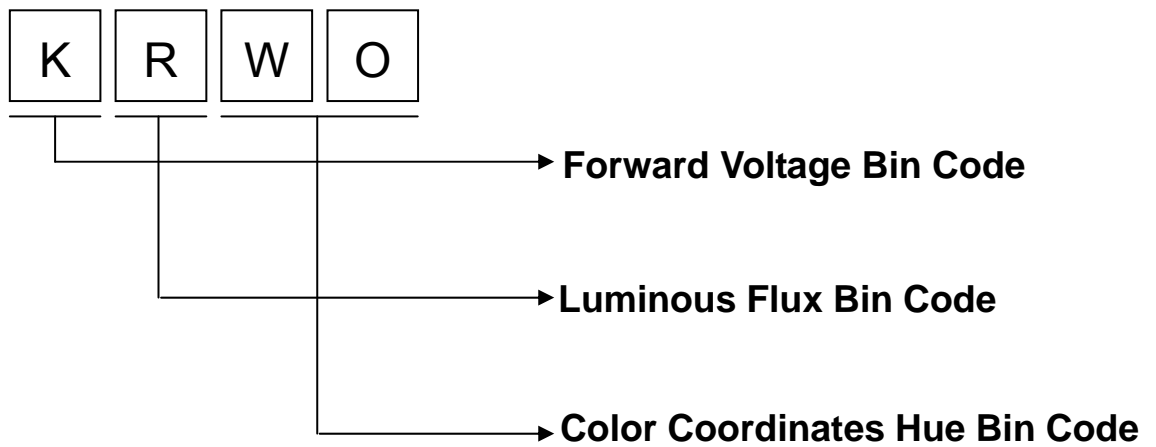 K R W O
Forward Voltage Bin Code
Luminous Flux Bin Code
Color Coordinates Hue Bin Code